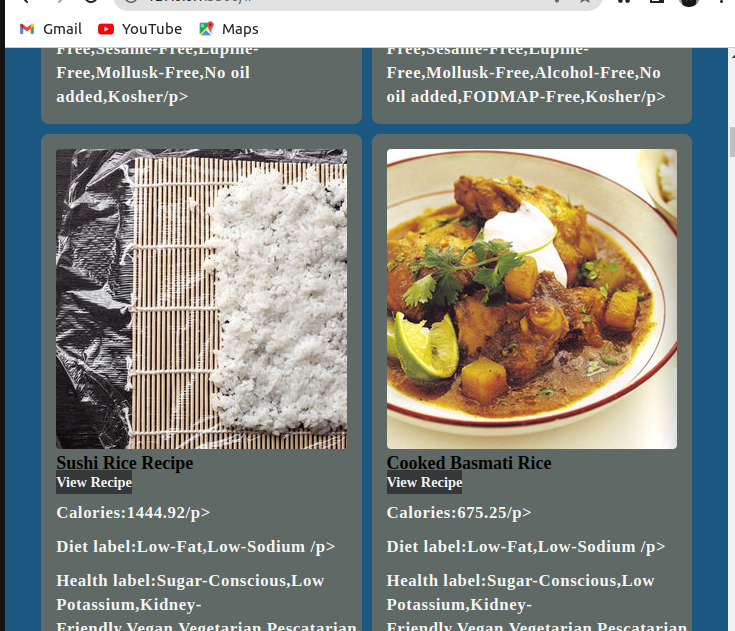 Gmail YouTube Maps
Free,Sesame-Free,Lupine-
Free,Mollusk-Free,No oil
added,Kosher/p>
Free,Sesame-Free,Lupine-
Free,Mollusk-Free,Alcohol-Free,No
oil added,FODMAP-Free,Kosher/p>
Sushi Rice Recipe
View Recipe
Calories:1444.92/p>
Diet label:Low-Fat,Low-Sodium /p>
Health label:Sugar-Conscious,Low
Potassium,Kidney-
Friendly,Vegan,Vegetarian,Pescatarian
Cooked Basmati Rice
View Recipe
Calories:675.25/p>
Diet label:Low-Fat,Low-Sodium /p>
Health label:Sugar-Conscious,Low
Potassium,Kidney-
Friendly,Vegan,Vegetarian,Pescatarian